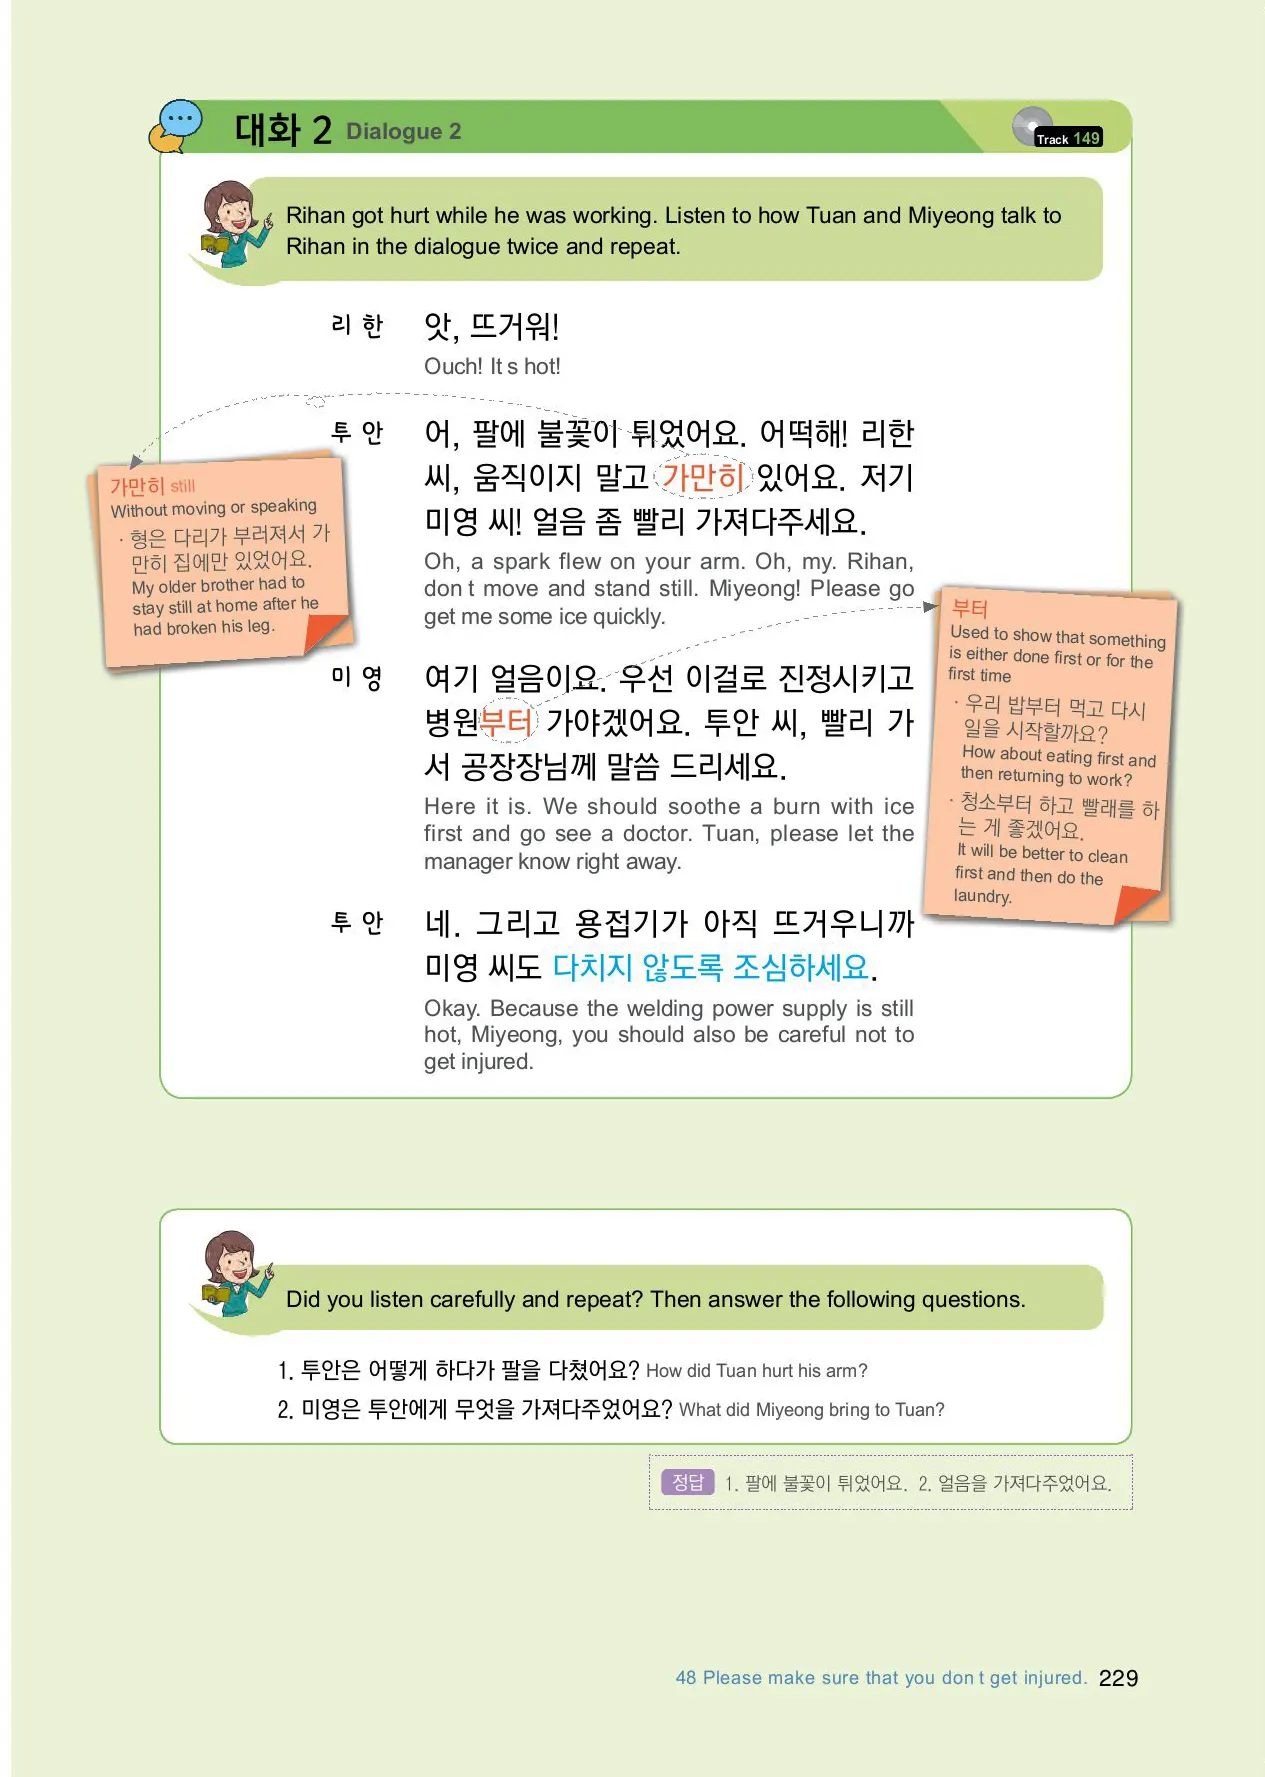 대화 2 Dialogue 2
Track 149
Rihan got hurt while he was working. Listen to how Tuan and Miyeong talk to
Rihan in the dialogue twice and repeat.
리 한 앗, 뜨거워!
Ouch! It s hot!
투 안 어, 팔에 불꽃이 튀었어요. 어떡해! 리한
씨, 움직이지 말고 가만히 있어요. 저기
미영 씨! 얼음 좀 빨리 가져다주세요.
Oh, a spark flew on your arm. Oh, my. Rihan,
don t move and stand still. Miyeong! Please go
get me some ice quickly.
가만히 still
Without moving or speaking
· 형은 다리가 부러져서 가
만히 집에만 있었어요.
My older brother had to
stay still at home after he
had broken his leg.
미 영 여기 얼음이요. 우선 이걸로 진정시키고
병원부터 가야겠어요. 투안 씨, 빨리 가
서 공장장님께 말씀 드리세요.
Here it is. We should soothe a burn with ice
first and go see a doctor. Tuan, please let the
manager know right away.
부터
Used to show that something
is either done first or for the
first time
· 우리 밥부터 먹고 다시
일을 시작할까요?
How about eating first and
then returning to work?
· 청소부터 하고 빨래를 하
는 게 좋겠어요.
It will be better to clean
first and then do the
laundry.
투 안 네. 그리고 용접기가 아직 뜨거우니까
미영 씨도 다치지 않도록 조심하세요.
Okay. Because the welding power supply is still
hot, Miyeong, you should also be careful not to
get injured.
Did you listen carefully and repeat? Then answer the following questions.
1. 투안은 어떻게 하다가 팔을 다쳤어요? How did Tuan hurt his arm?
2. 미영은 투안에게 무엇을 가져다주었어요? What did Miyeong bring to Tuan?
정답 1. 팔에 불꽃이 튀었어요. 2. 얼음을 가져다주었어요.
48 Please make sure that you don t get injured. 229